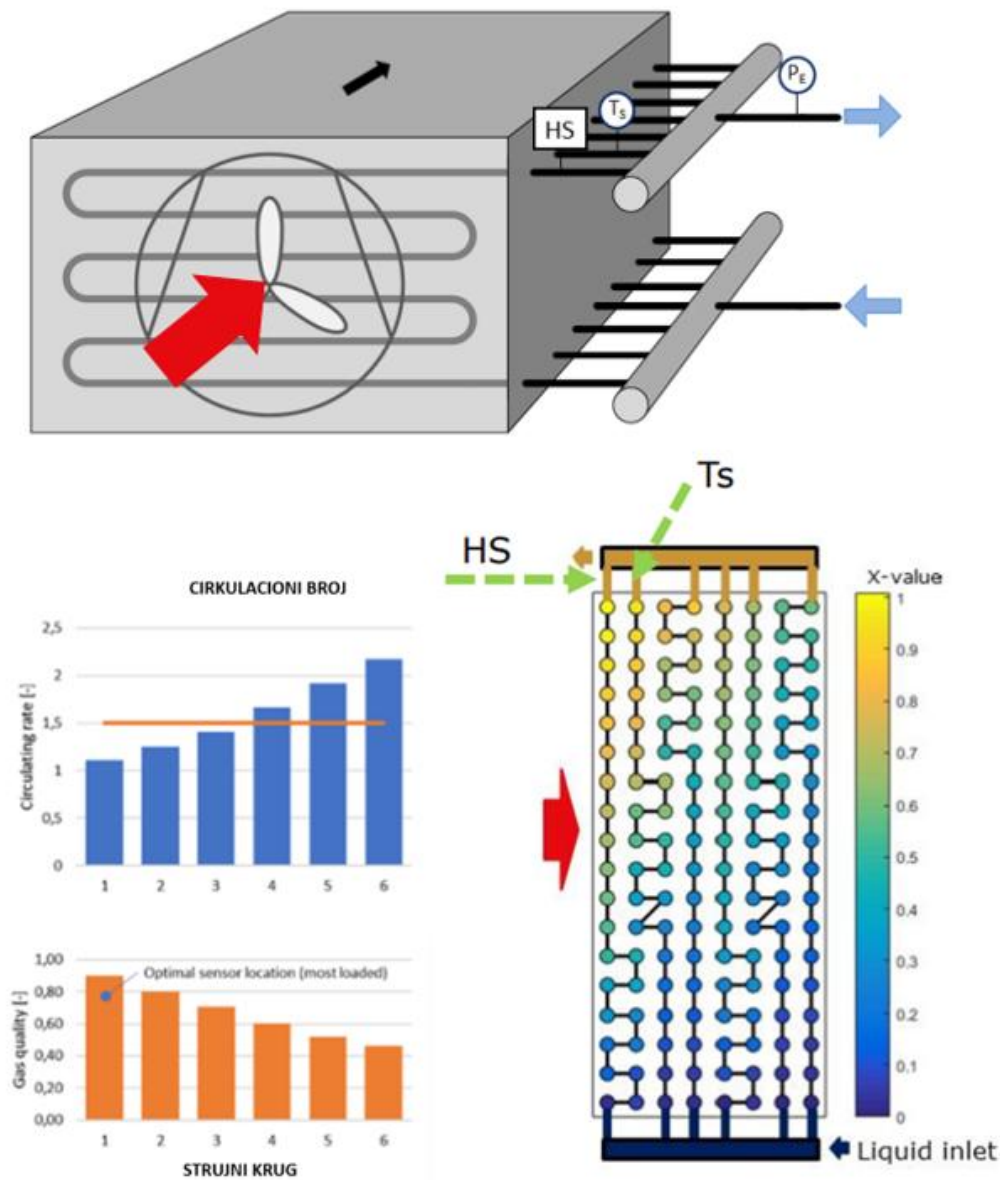 HS
Ts
PE
HS
Ts
CIRKULACIONI BROJ
Circulating rate [-]
2,5
2
1,5
1
0,5
0
1 2 3 4 5 6
Gas quality [-]
1,00
0,80
0,60
0,40
0,20
0,00
Optimal sensor location (most loaded)
1 2 3 4 5 6
STRUJNI KRUG
X-value
1
0.9
0.8
0.7
0.6
0.5
0.4
0.3
0.2
0.1
0
Liquid inlet